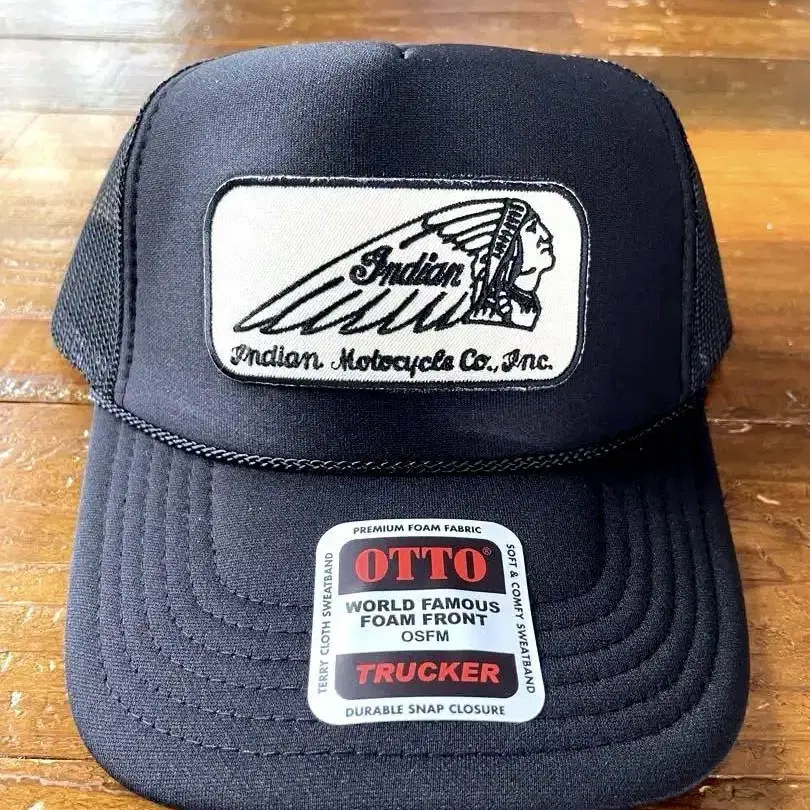 Indian
Indian Motocycle Co., Inc.
PREMIUM FOAM FABRIC
OTTO®
WORLD FAMOUS
FOAM FRONT
OSFM
TRUCKER
DURABLE SNAP CLOSURE
TERRY CLOTH SWEATBAND
SOFT & COMFY SWEATBAND